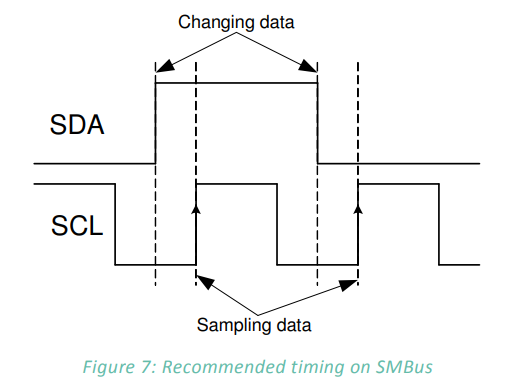 Changing data
SDA
SCL
Sampling data
Figure 7: Recommended timing on SMBus